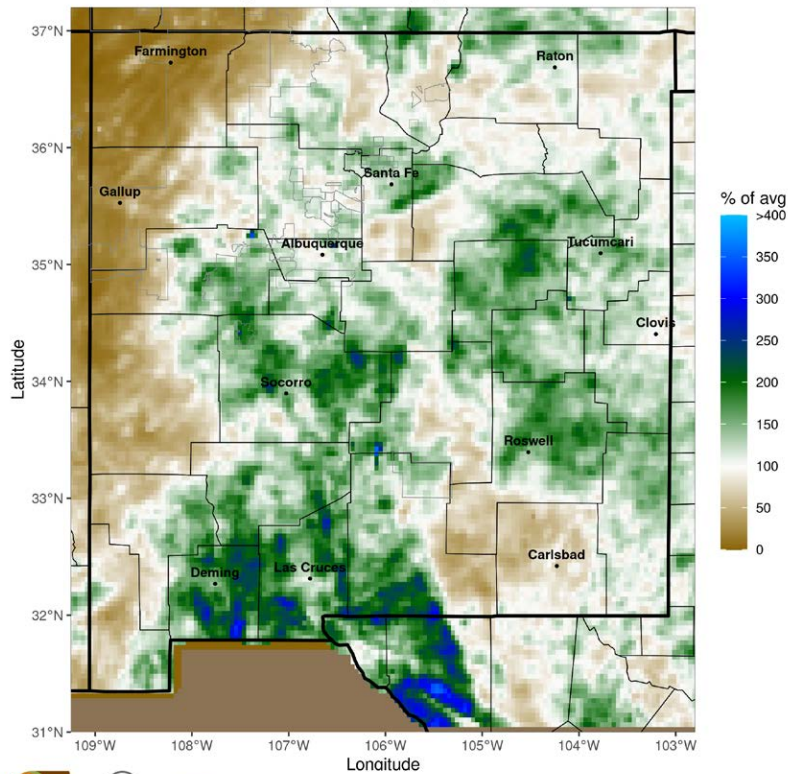 37°N
Farmington
Raton
36°N
Santa Fe
Gallup
% of avg
>400
Albuquerque
Tucumcari
350
35°N
300
Clovis
250
Latitude
34°N
Socorro
200
150
Roswell
100
33°N
50
0
Carlsbad
Deming
Las Cruces
32°N
31°N
109°W 108°W 107°W 106°W 105°W 104°W 103°W
Longitude